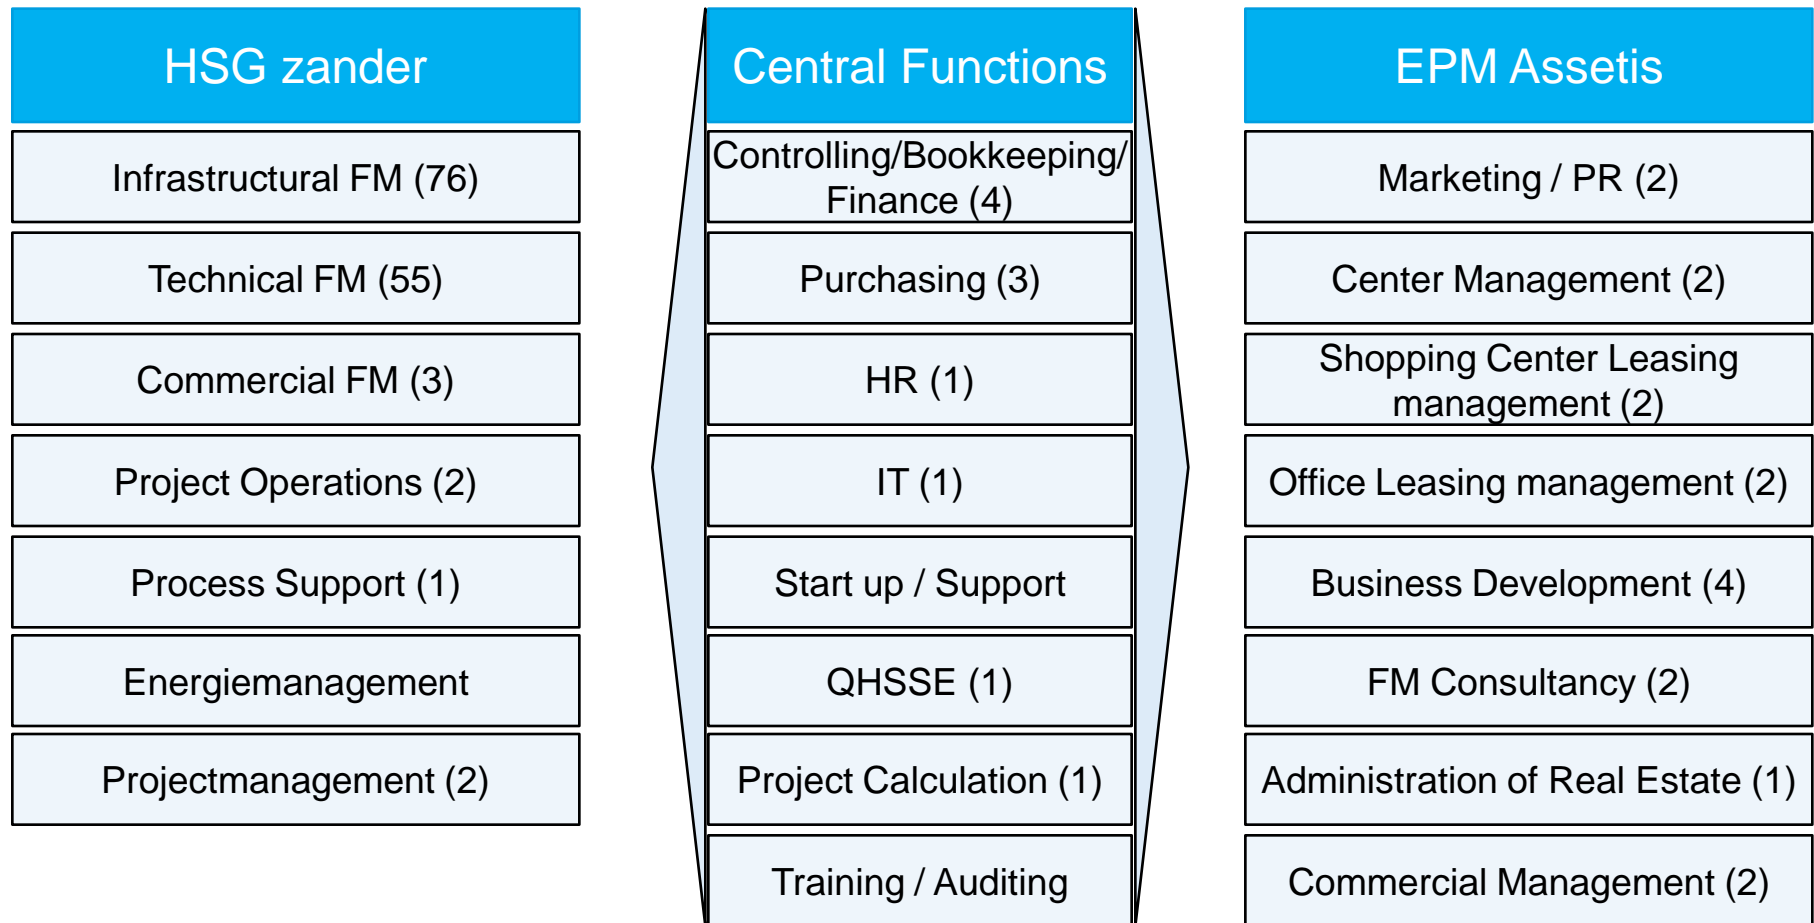 HSG zander
Infrastructural FM (76)
Technical FM (55)
Commercial FM (3)
Project Operations (2)
Process Support (1)
Energiemanagement
Projectmanagement (2)
Central Functions
Controlling/Bookkeeping/
Finance (4)
Purchasing (3)
HR (1)
IT (1)
Start up / Support
QHSSE (1)
Project Calculation (1)
Training / Auditing
EPM Assetis
Marketing / PR (2)
Center Management (2)
Shopping Center Leasing
management (2)
Office Leasing management (2)
Business Development (4)
FM Consultancy (2)
Administration of Real Estate (1)
Commercial Management (2)